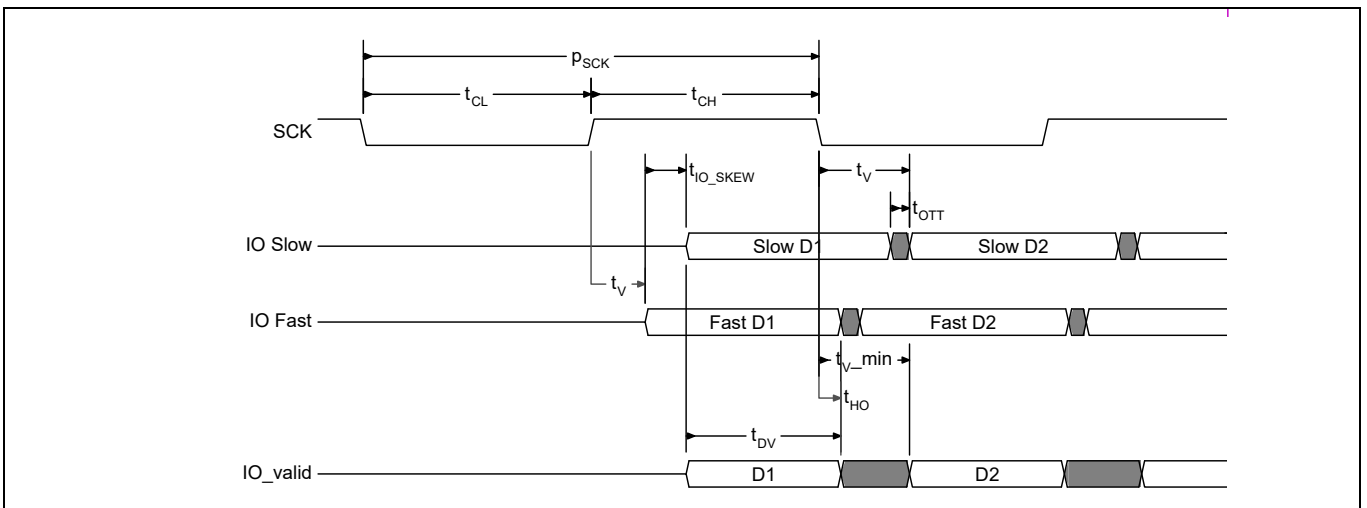 pSCK
tCL
tCH
SCK
tIO_SKEW
tV
tOTT
IO Slow
Slow D1
Slow D2
tV
IO Fast
Fast D1
Fast D2
tV_min
tHO
tDV
IO_valid
D1
D2